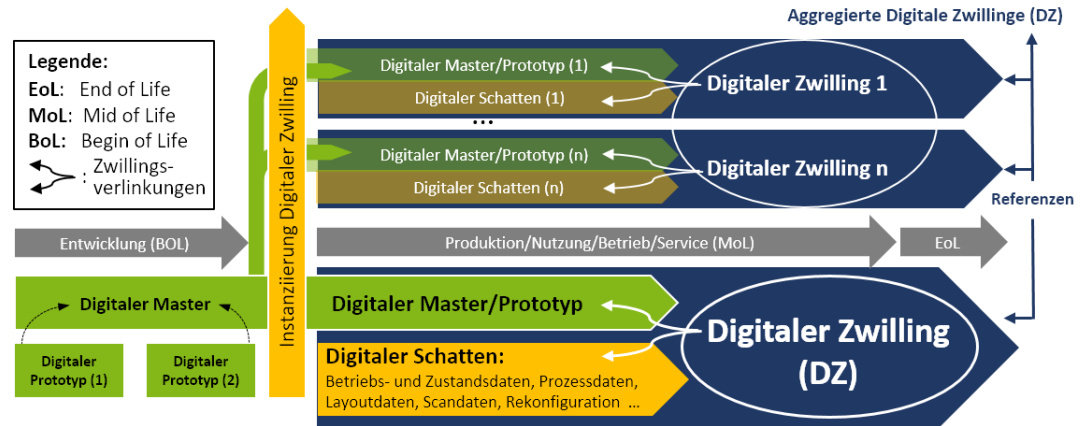 Aggregierte Digitale Zwillinge (DZ)
Legende:
EoL: End of Life
MoL: Mid of Life
BoL: Begin of Life
: Zwillings-
verlinkungen
Instanziierung Digitaler Zwilling
Digitaler Master/Prototyp (1)
Digitaler Schatten (1)
Digitaler Zwilling 1
...
Digitaler Master/Prototyp (n)
Digitaler Schatten (n)
Digitaler Zwilling n
Referenzen
Entwicklung (BOL)
Produktion/Nutzung/Betrieb/Service (MoL)
EoL
Digitaler Master
Digitaler
Prototyp (1)
Digitaler
Prototyp (2)
Digitaler Master/Prototyp
Digitaler Schatten:
Betriebs- und Zustandsdaten, Prozessdaten,
Layoutdaten, Scandaten, Rekonfiguration ...
Digitaler Zwilling
(DZ)